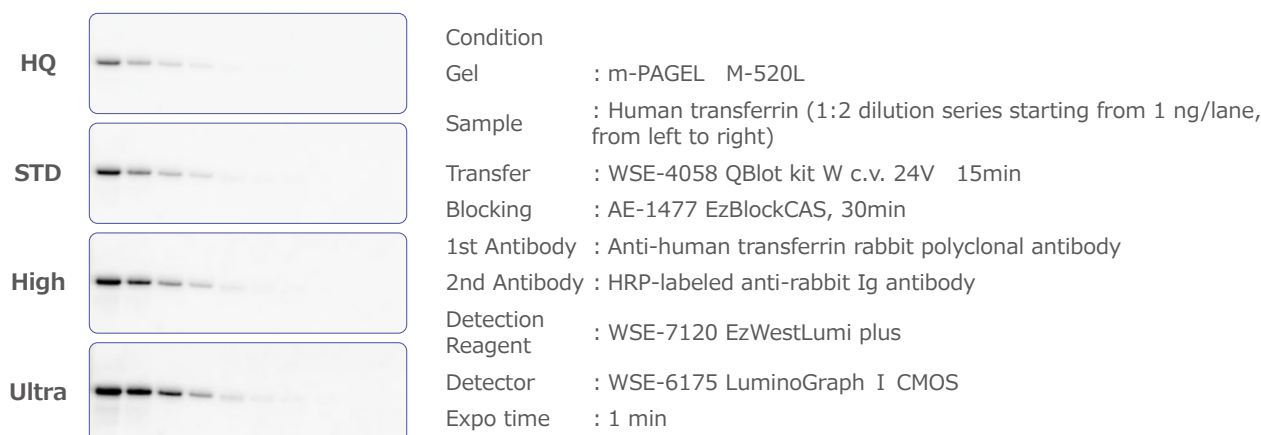 HQ
STD
High
Ultra
Condition
Gel : m-PAGEL M-520L
Sample : Human transferrin (1:2 dilution series starting from 1 ng/lane,
from left to right)
Transfer : WSE-4058 QBlot kit W c.v. 24V 15min
Blocking : AE-1477 EzBlockCAS, 30min
1st Antibody : Anti-human transferrin rabbit polyclonal antibody
2nd Antibody : HRP-labeled anti-rabbit Ig antibody
Detection
Reagent : WSE-7120 EzWestLumi plus
Detector : WSE-6175 LuminoGraph Ⅰ CMOS
Expo time : 1 min